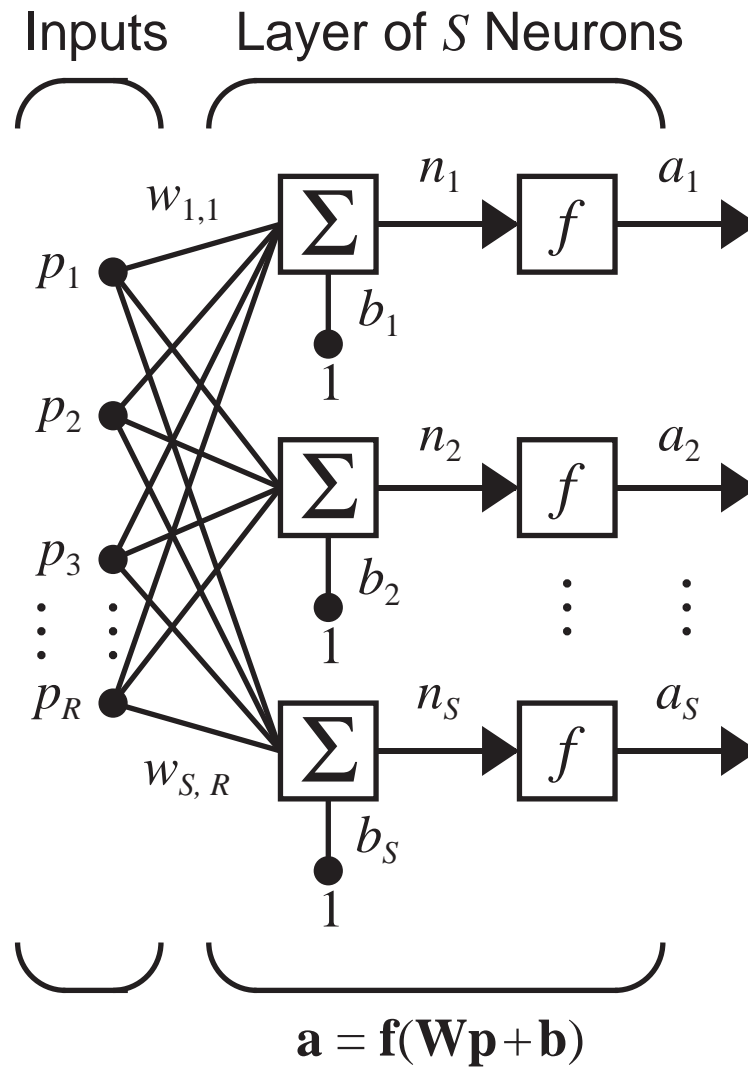 Inputs Layer of S Neurons
w1,1 n1 a1
Σ f
p1
b1
1
p2
n2 a2
Σ f
p3
b2
1
pR
nS aS
wS, R
Σ f
bS
1
a = f(Wp + b)